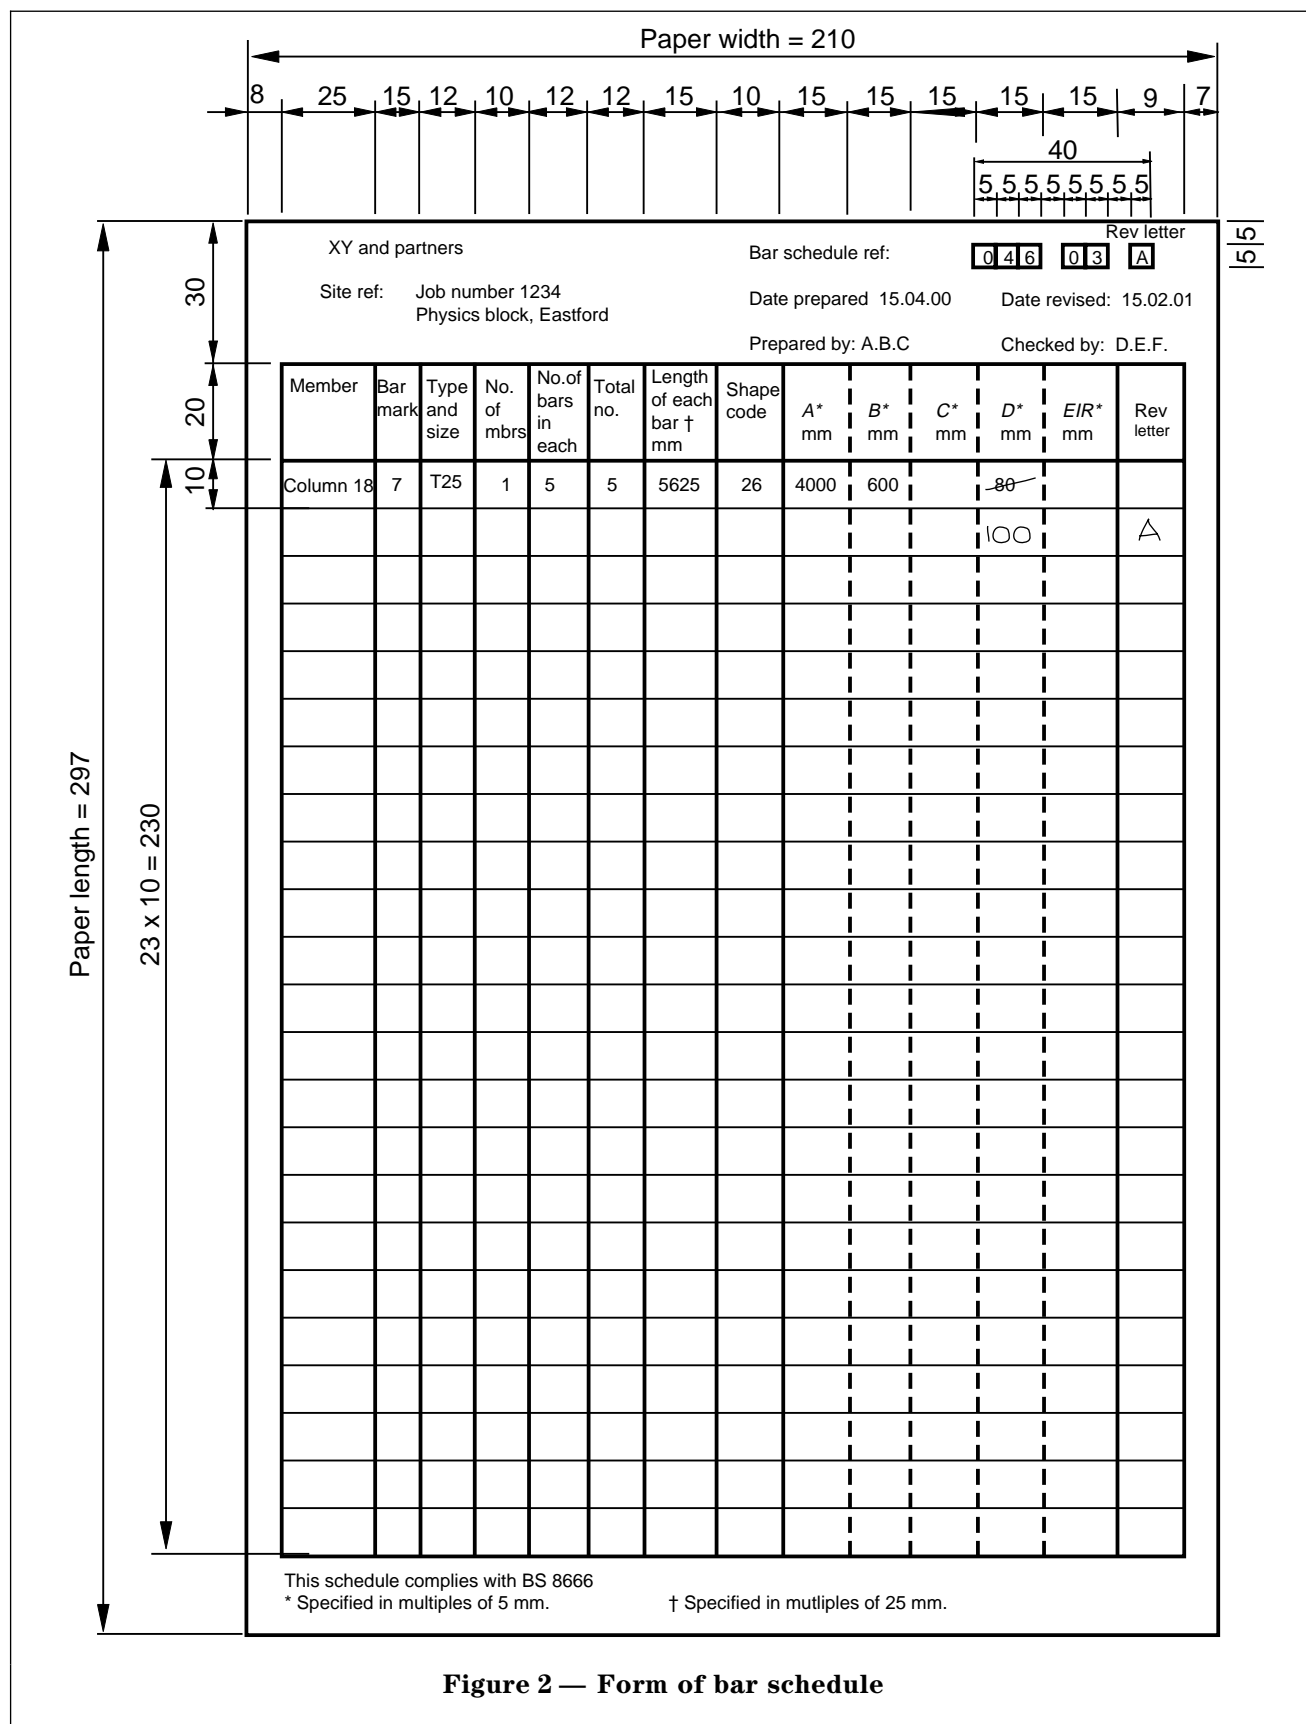 Paper width = 210
8 25 15 12 10 12 12 15 10 15 15 15 15 15 9 7
40
5 5 5 5 5 5 5 5
Rev letter
5
5
XY and partners
Bar schedule ref: 0 4 6 0 3 A
Site ref: Job number 1234
Physics block, Eastford
Date prepared 15.04.00 Date revised: 15.02.01
Prepared by: A.B.C Checked by: D.E.F.
30
20
10
Paper length = 297
23 x 10 = 230
Member
Bar
mark
Type
and
size
No.
of
mbrs
No.of
bars
in
each
Total
no.
Length
of each
bar †
mm
Shape
code
A*
mm
B*
mm
C*
mm
D*
mm
EIR*
mm
Rev
letter
Column 18 7 T25 1 5 5 5625 26 4000 600 80
100 A
This schedule complies with BS 8666
* Specified in multiples of 5 mm. † Specified in mutliples of 25 mm.
Figure 2 — Form of bar schedule